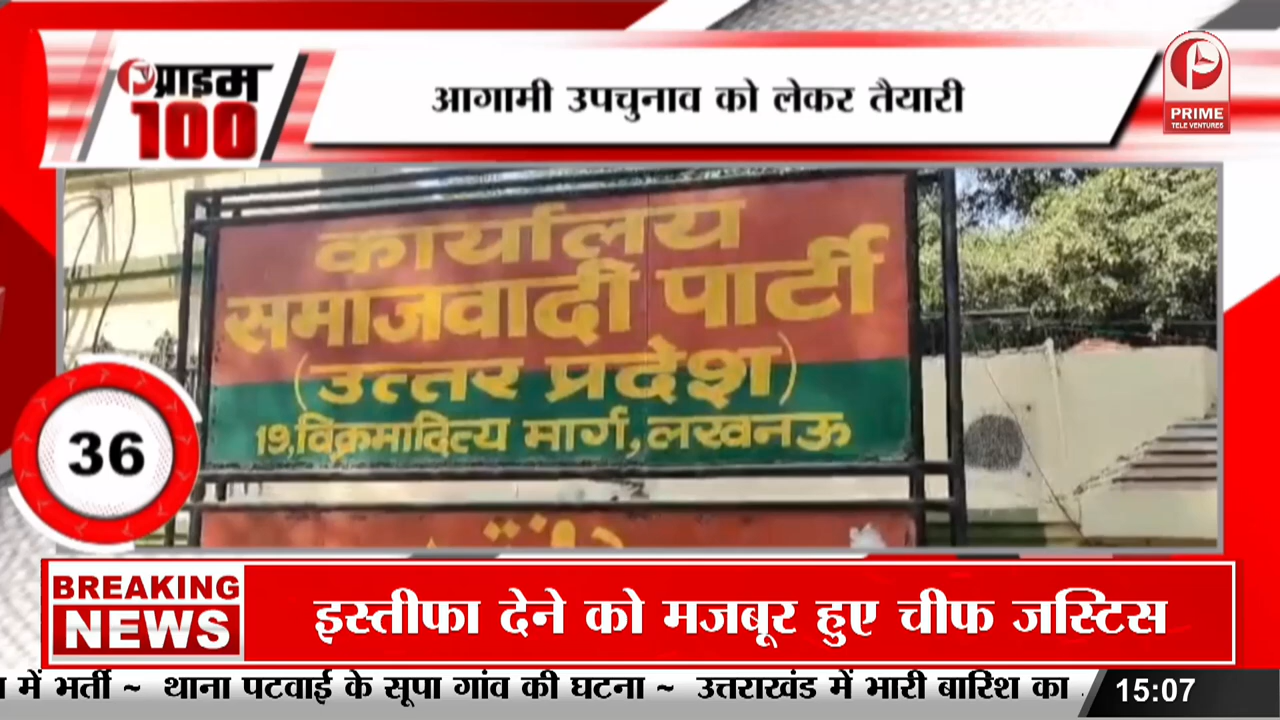 प्राइम
100
आगामी उपचुनाव को लेकर तैयारी
PRIME
TELE VENTURES
कार्यालय
समाजवादी पार्टी
(उत्तर प्रदेश)
19,विक्रमादित्य मार्ग,लखनऊ
36
BREAKING
NEWS
इस्तीफा देने को मजबूर हुए चीफ जस्टिस
में भर्ती ~ थाना पटवाई के सूपा गांव की घटना ~ उत्तराखंड में भारी बारिश का
15:07